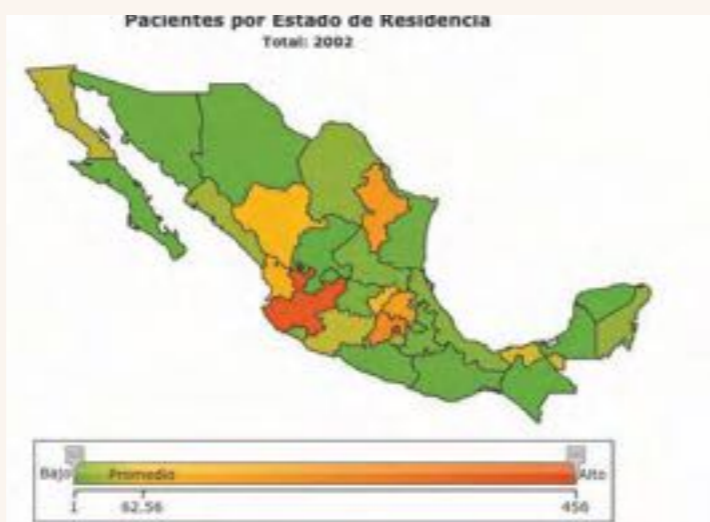 Pacientes por Estado de Residencia
Total: 2002
Bajo Promedio Alto
1 62.56 456